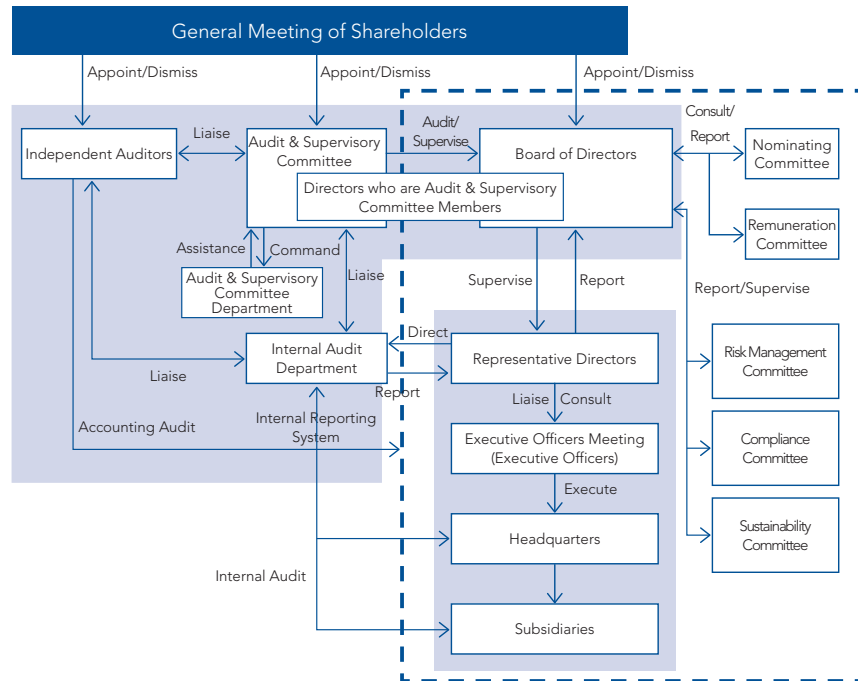 General Meeting of Shareholders
Appoint/Dismiss
Appoint/Dismiss
Appoint/Dismiss
Independent Auditors
Liaise
Audit & Supervisory
Committee
Audit/
Supervise
Board of Directors
Consult/
Report
Nominating
Committee
Directors who are Audit & Supervisory
Committee Members
Remuneration
Committee
Assistance
Command
Liaise
Audit & Supervisory
Committee
Department
Supervise
Report
Report/Supervise
Direct
Internal Audit
Department
Representative Directors
Risk Management
Committee
Liaise
Report
Liaise
Consult
Accounting Audit
Internal Reporting
System
Executive Officers Meeting
(Executive Officers)
Compliance
Committee
Execute
Headquarters
Sustainability
Committee
Internal Audit
Subsidiaries